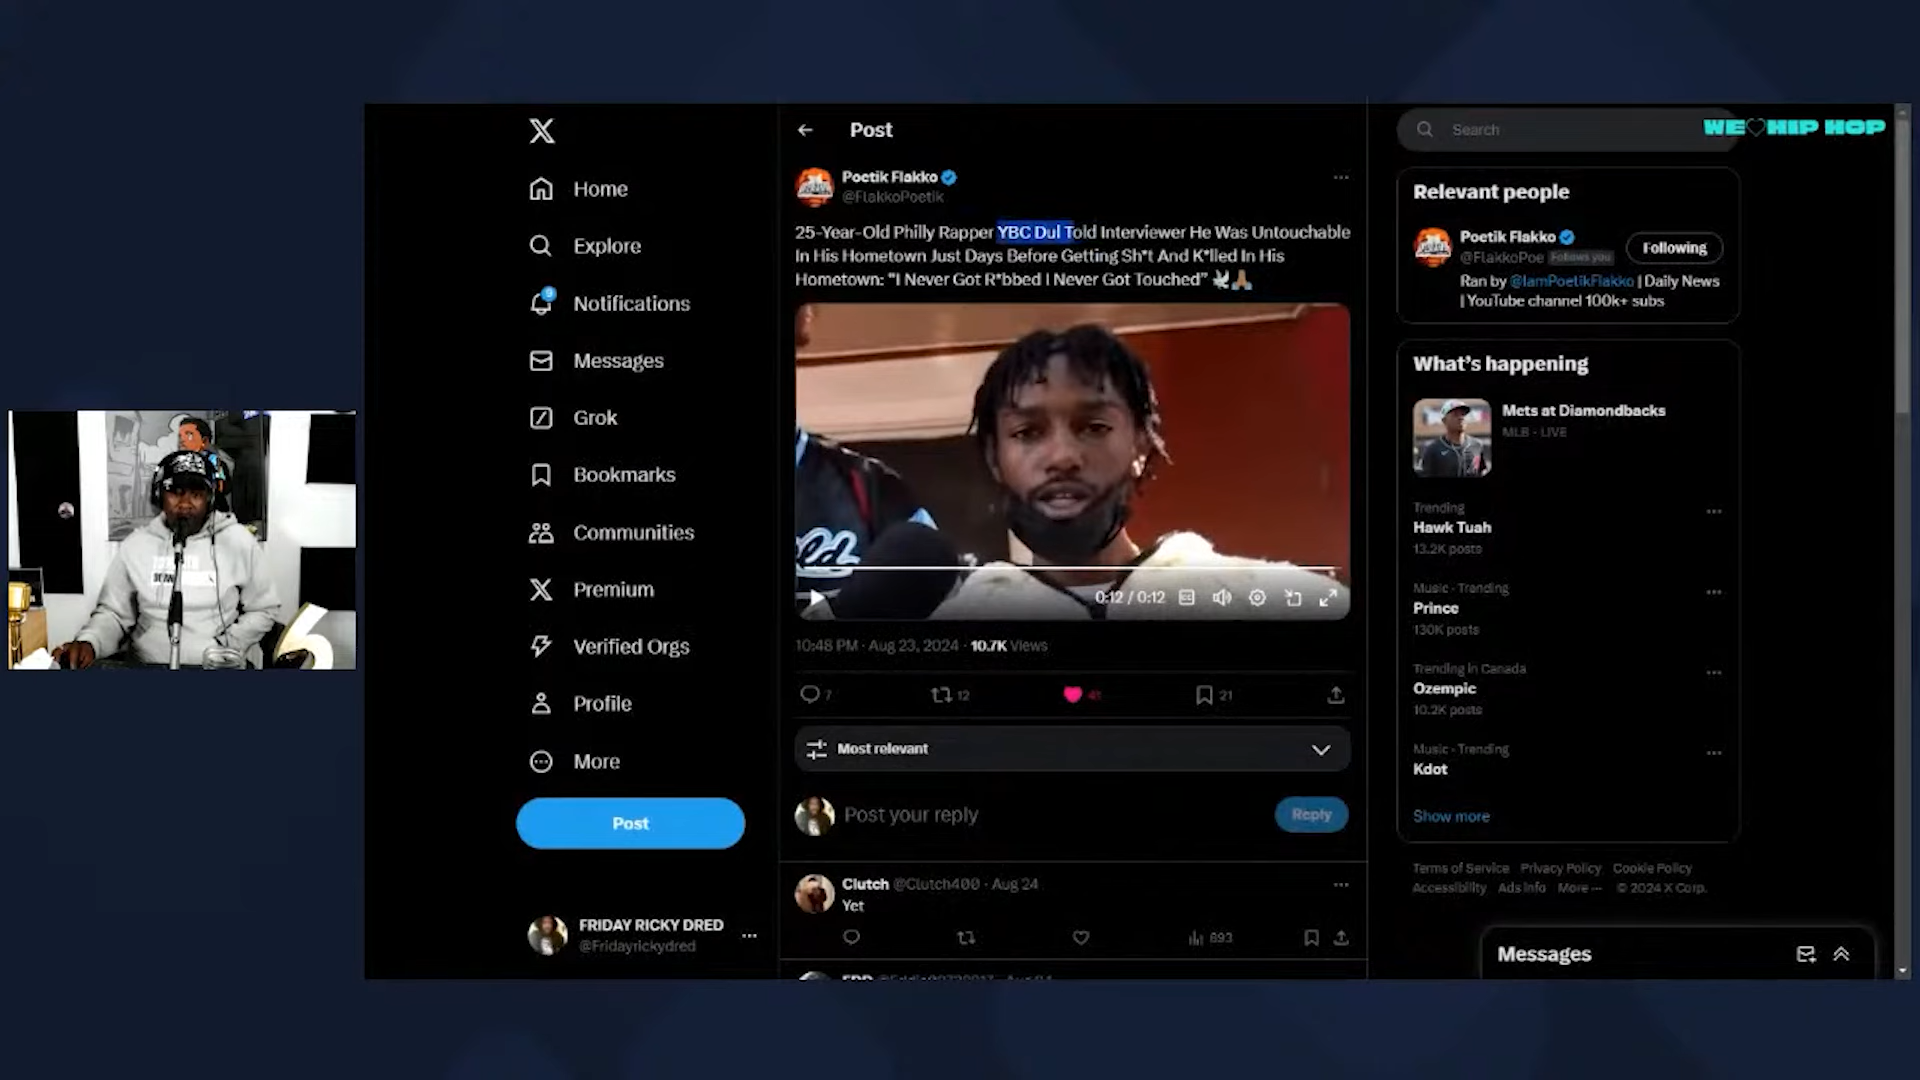 X
Home
Explore
9
Notifications
Messages
Grok
Bookmarks
Communities
Premium
Verified Orgs
Profile
More
Post
FRIDAY RICKY DRED
@Fridayrickydred
Post
Poetik Flakko
@FlakkoPoetik
25-Year-Old Philly Rapper YBC Dul Told Interviewer He Was Untouchable
In His Hometown Just Days Before Getting Sh*t And K*lled In His
Hometown: “I Never Got R*bbed I Never Got Touched” 🕊️🙏🏽
0:12 / 0:12
10:48 PM · Aug 23, 2024 · 10.7K Views
7 12 41 21
Most relevant
Post your reply
Reply
Clutch @Clutch400 · Aug 24
Yet
693
Search
WE HIP HOP
Relevant people
Poetik Flakko
@FlakkoPoe Follows you
Following
Ran by @IamPoetikFlakko | Daily News
| YouTube channel 100k+ subs
What’s happening
Mets at Diamondbacks
MLB · LIVE
Trending
Hawk Tuah
13.2K posts
Music · Trending
Prince
130K posts
Trending in Canada
Ozempic
10.2K posts
Music · Trending
Kdot
Show more
Terms of Service Privacy Policy Cookie Policy
Accessibility Ads info More ··· © 2024 X Corp.
Messages
6